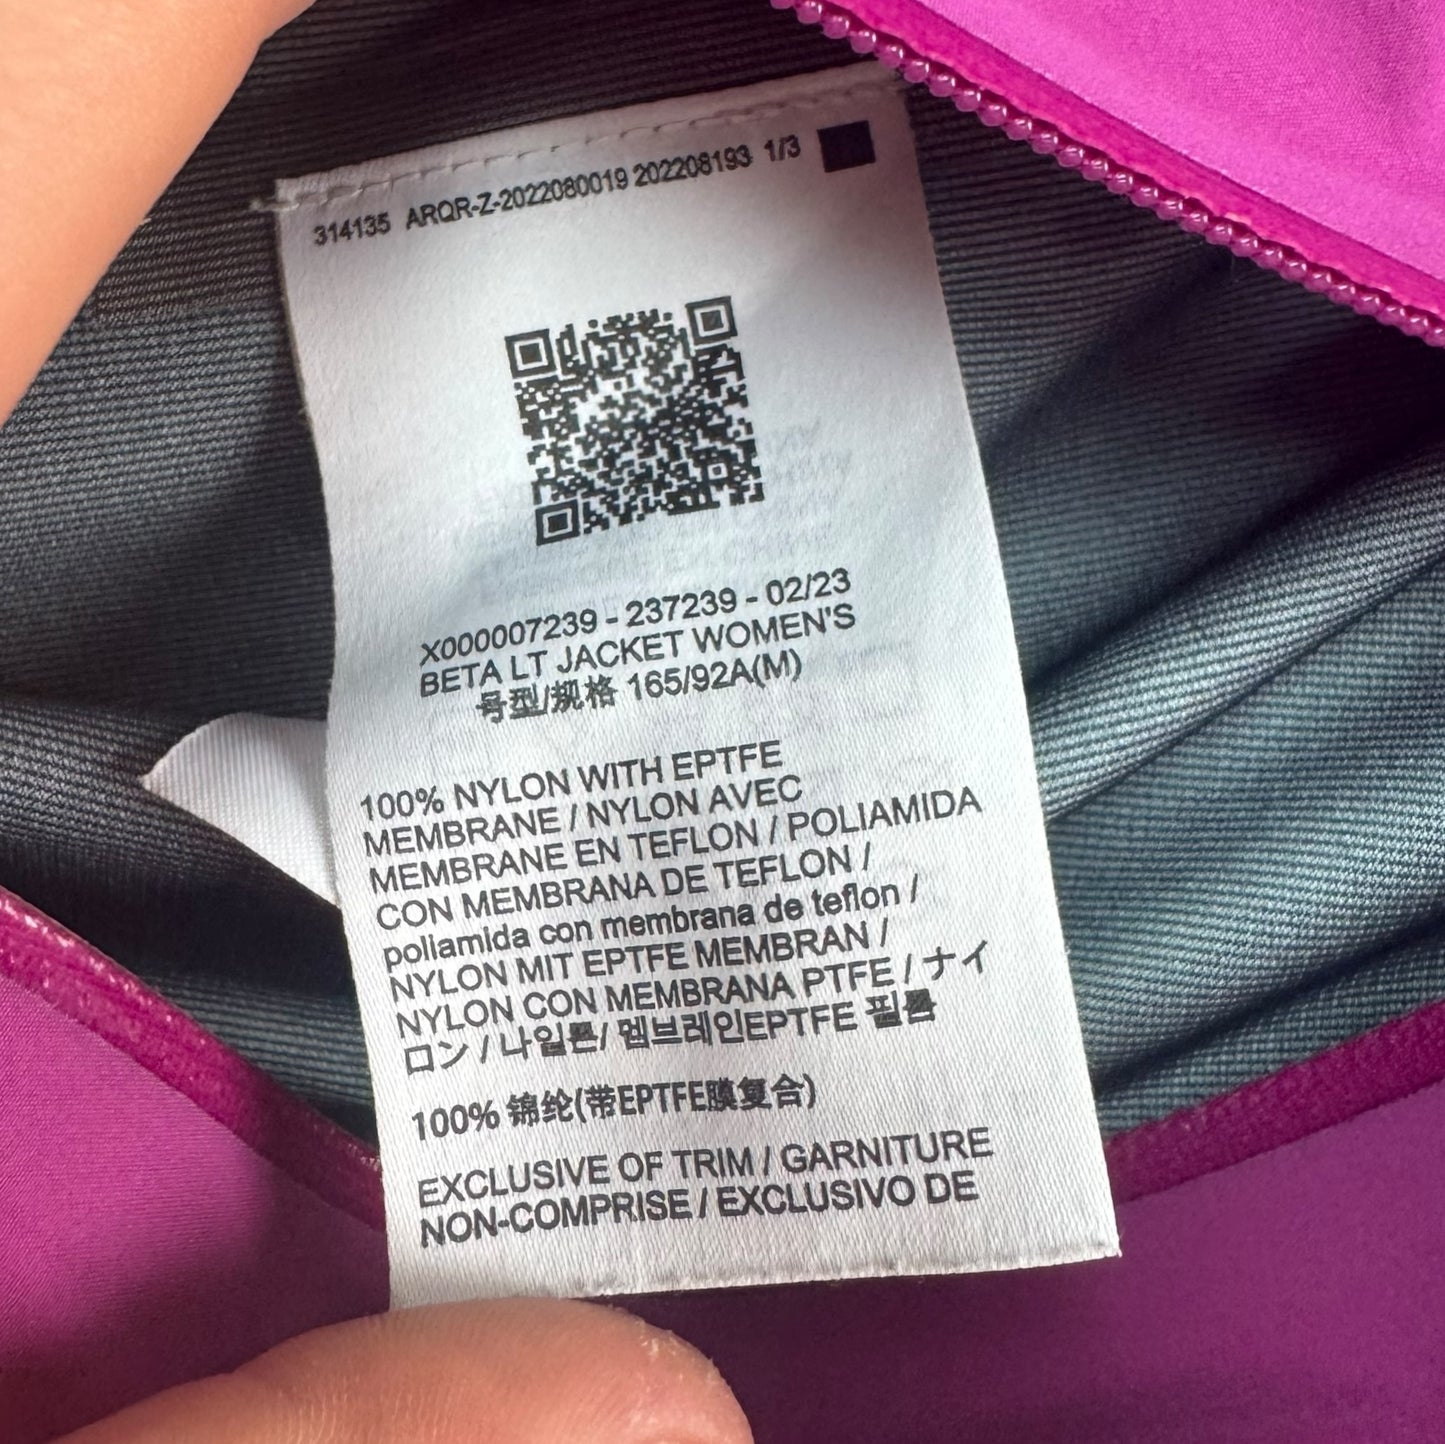 314135 ARQR-Z-2022080019 202208193 1/3
X000007239 - 237239 - 02/23
BETA LT JACKET WOMEN'S
号型/规格 165/92A(M)
100% NYLON WITH EPTFE
MEMBRANE / NYLON AVEC
MEMBRANE EN TEFLON / POLIAMIDA
CON MEMBRANA DE TEFLON /
poliamida con membrana de teflon /
NYLON MIT EPTFE MEMBRAN /
NYLON CON MEMBRANA PTFE / ナイ
ロン / 나일론/ 멤브레인EPTFE 필름
100% 锦纶(带EPTFE膜复合)
EXCLUSIVE OF TRIM / GARNITURE
NON-COMPRISE / EXCLUSIVO DE